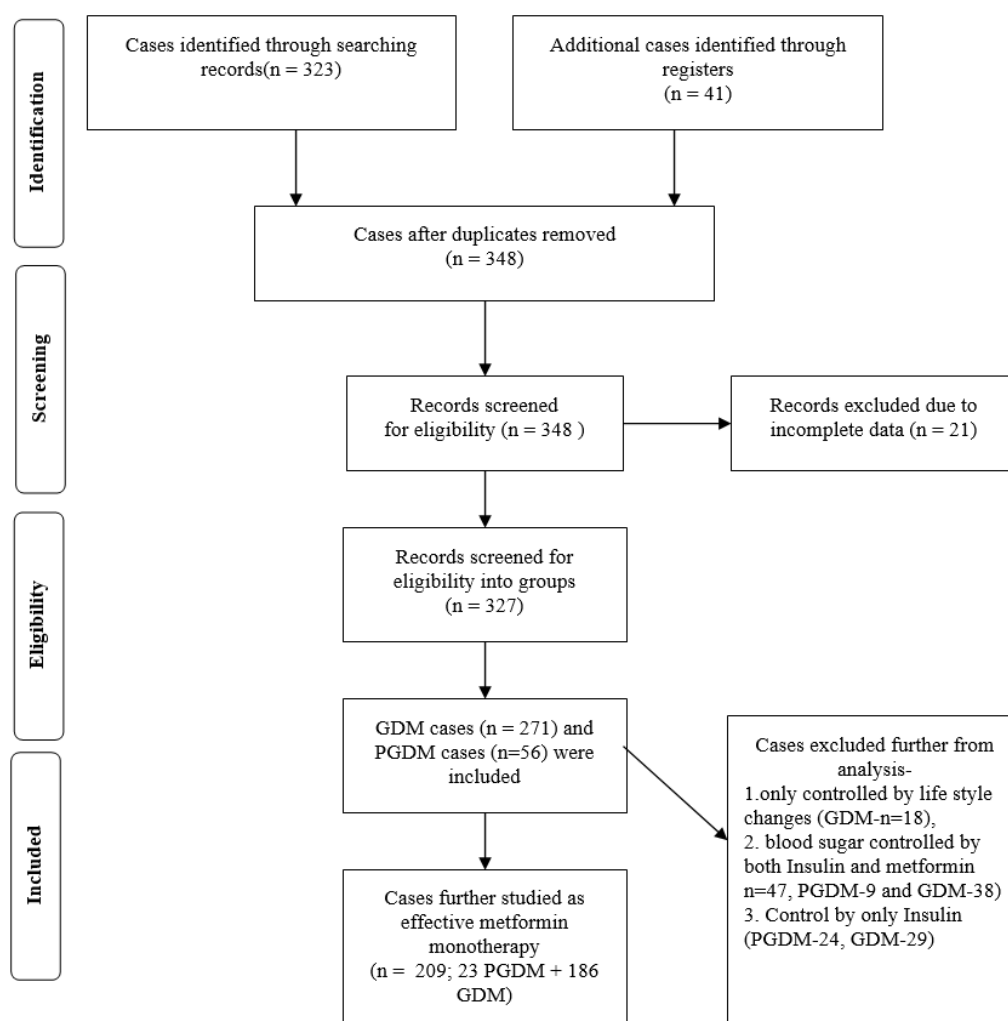 Identification
Cases identified through searching
records(n = 323)
Additional cases identified through
registers
(n = 41)
Cases after duplicates removed
(n = 348)
Screening
Records screened
for eligibility (n = 348 )
Records excluded due to
incomplete data (n = 21)
Eligibility
Records screened for
eligibility into groups
(n = 327)
GDM cases (n = 271) and
PGDM cases (n=56) were
included
Cases excluded further from
analysis-
1.only controlled by life style
changes (GDM-n=18),
2. blood sugar controlled by
both Insulin and metformin
n=47, PGDM-9 and GDM-38)
3. Control by only Insulin
(PGDM-24, GDM-29)
Included
Cases further studied as
effective metformin
monotherapy
(n =  209; 23 PGDM + 186
GDM)